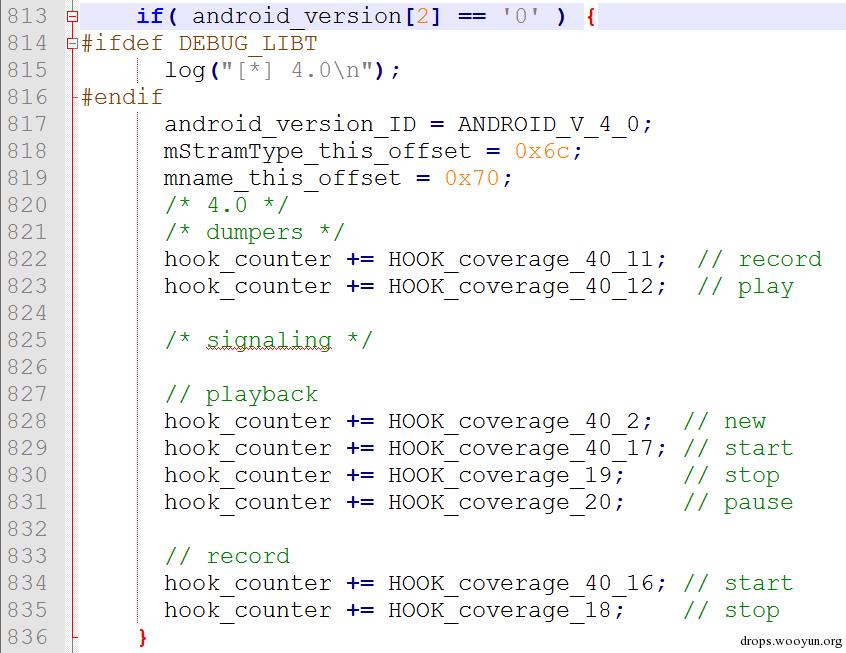 813 if( android_version[2] == '0' ) {
814 #ifdef DEBUG_LIBT
815 log("[*] 4.0\n");
816 #endif
817 android_version_ID = ANDROID_V_4_0;
818 mStramType_this_offset = 0x6c;
819 mname_this_offset = 0x70;
820 /* 4.0 */
821 /* dumpers */
822 hook_counter += HOOK_coverage_40_11; // record
823 hook_counter += HOOK_coverage_40_12; // play
824
825 /* signaling */
826
827 // playback
828 hook_counter += HOOK_coverage_40_2; // new
829 hook_counter += HOOK_coverage_40_17; // start
830 hook_counter += HOOK_coverage_19; // stop
831 hook_counter += HOOK_coverage_20; // pause
832
833 // record
834 hook_counter += HOOK_coverage_40_16; // start
835 hook_counter += HOOK_coverage_18; // stop
836 }
drops.wooyun.org